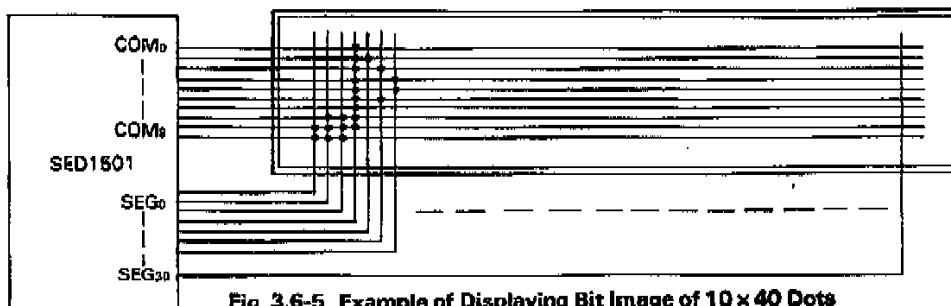 COM0
COM9
SED1501
SEG0
SEG39
Fig. 3.6-5 Example of Displaying Bit Image of 10 x 40 Dots